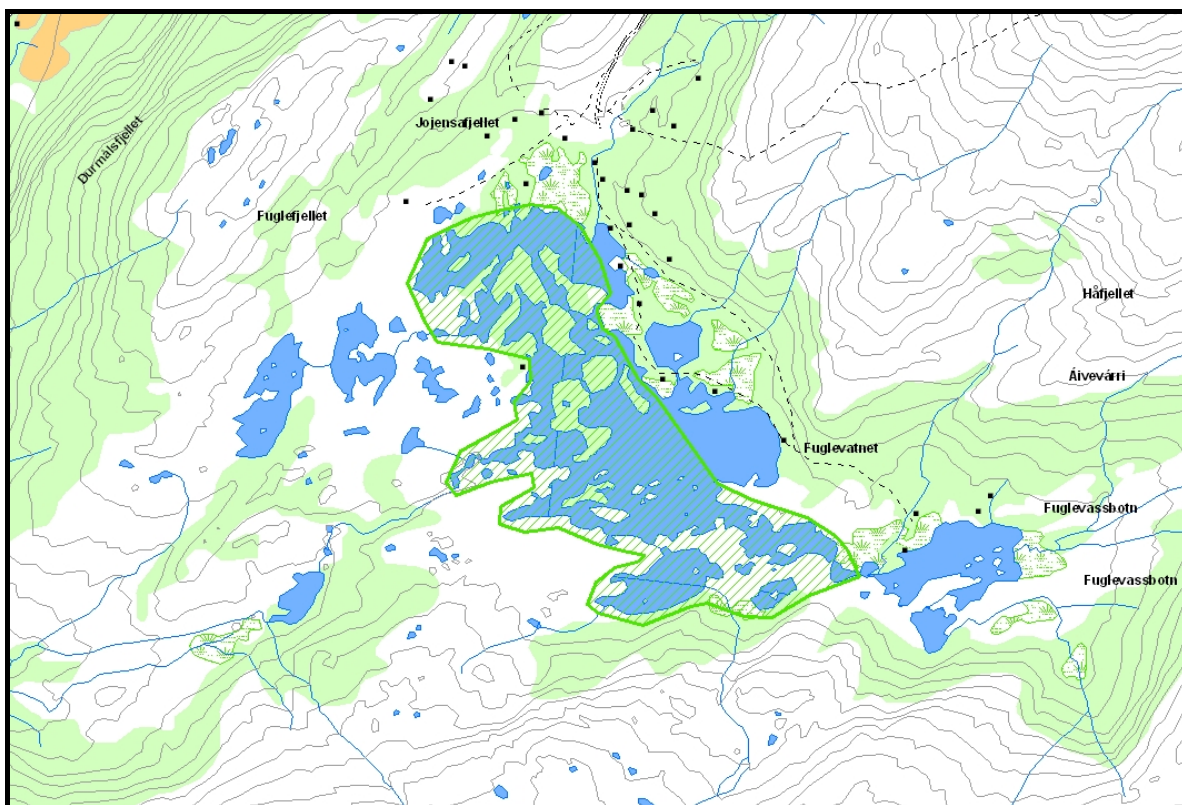 Jojensafjellet
Durmålsfjellet
Fuglefjellet
Håfjellet
Áivevárri
Fuglevatnet
Fuglevassbotn
Fuglevassbotn